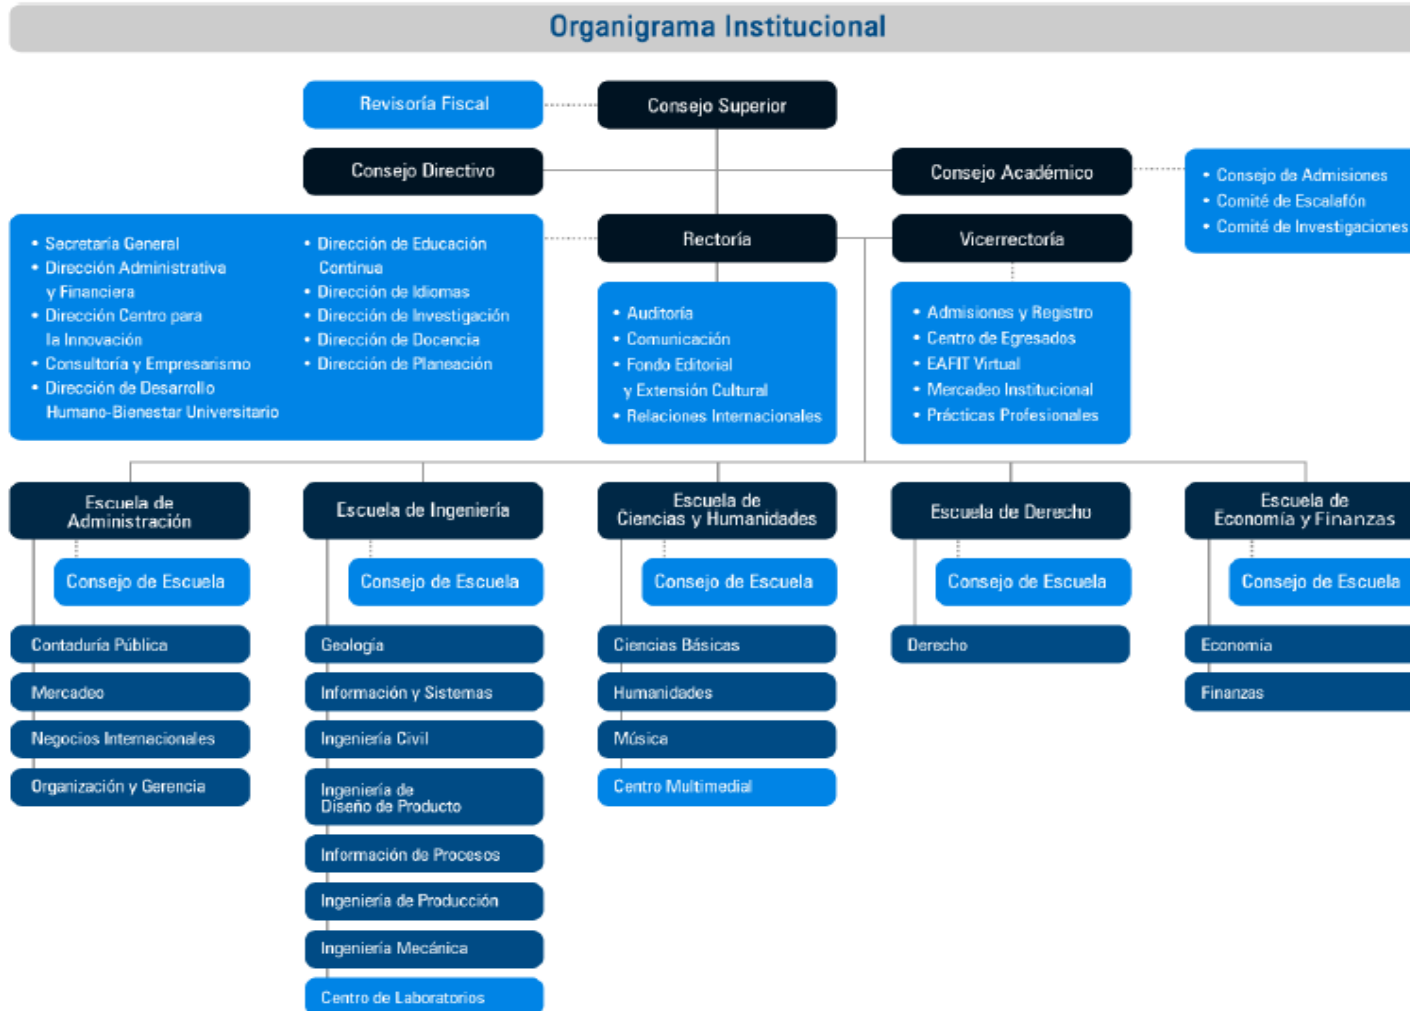 Organigrama Institucional
Revisoría Fiscal
Consejo Superior
Consejo Directivo
Consejo Académico
• Consejo de Admisiones
• Comité de Escalafón
• Comité de Investigaciones
• Secretaría General
• Dirección Administrativa
y Financiera
• Dirección Centro para
la Innovación
• Consultoría y Empresarismo
• Dirección de Desarrollo
Humano-Bienestar Universitario
• Dirección de Educación
Continua
• Dirección de Idiomas
• Dirección de Investigación
• Dirección de Docencia
• Dirección de Planeación
Rectoría
Vicerrectoría
• Auditoría
• Comunicación
• Fondo Editorial
y Extensión Cultural
• Relaciones Internacionales
• Admisiones y Registro
• Centro de Egresados
• EAFIT Virtual
• Mercadeo Institucional
• Prácticas Profesionales
Escuela de
Administración
Consejo de Escuela
Contaduría Pública
Mercadeo
Negocios Internacionales
Organización y Gerencia
Escuela de Ingeniería
Consejo de Escuela
Geología
Información y Sistemas
Ingeniería Civil
Ingeniería de
Diseño de Producto
Información de Procesos
Ingeniería de Producción
Ingeniería Mecánica
Centro de Laboratorios
Escuela de
Ciencias y Humanidades
Consejo de Escuela
Ciencias Básicas
Humanidades
Música
Centro Multimedial
Escuela de Derecho
Consejo de Escuela
Derecho
Escuela de
Economía y Finanzas
Consejo de Escuela
Economía
Finanzas